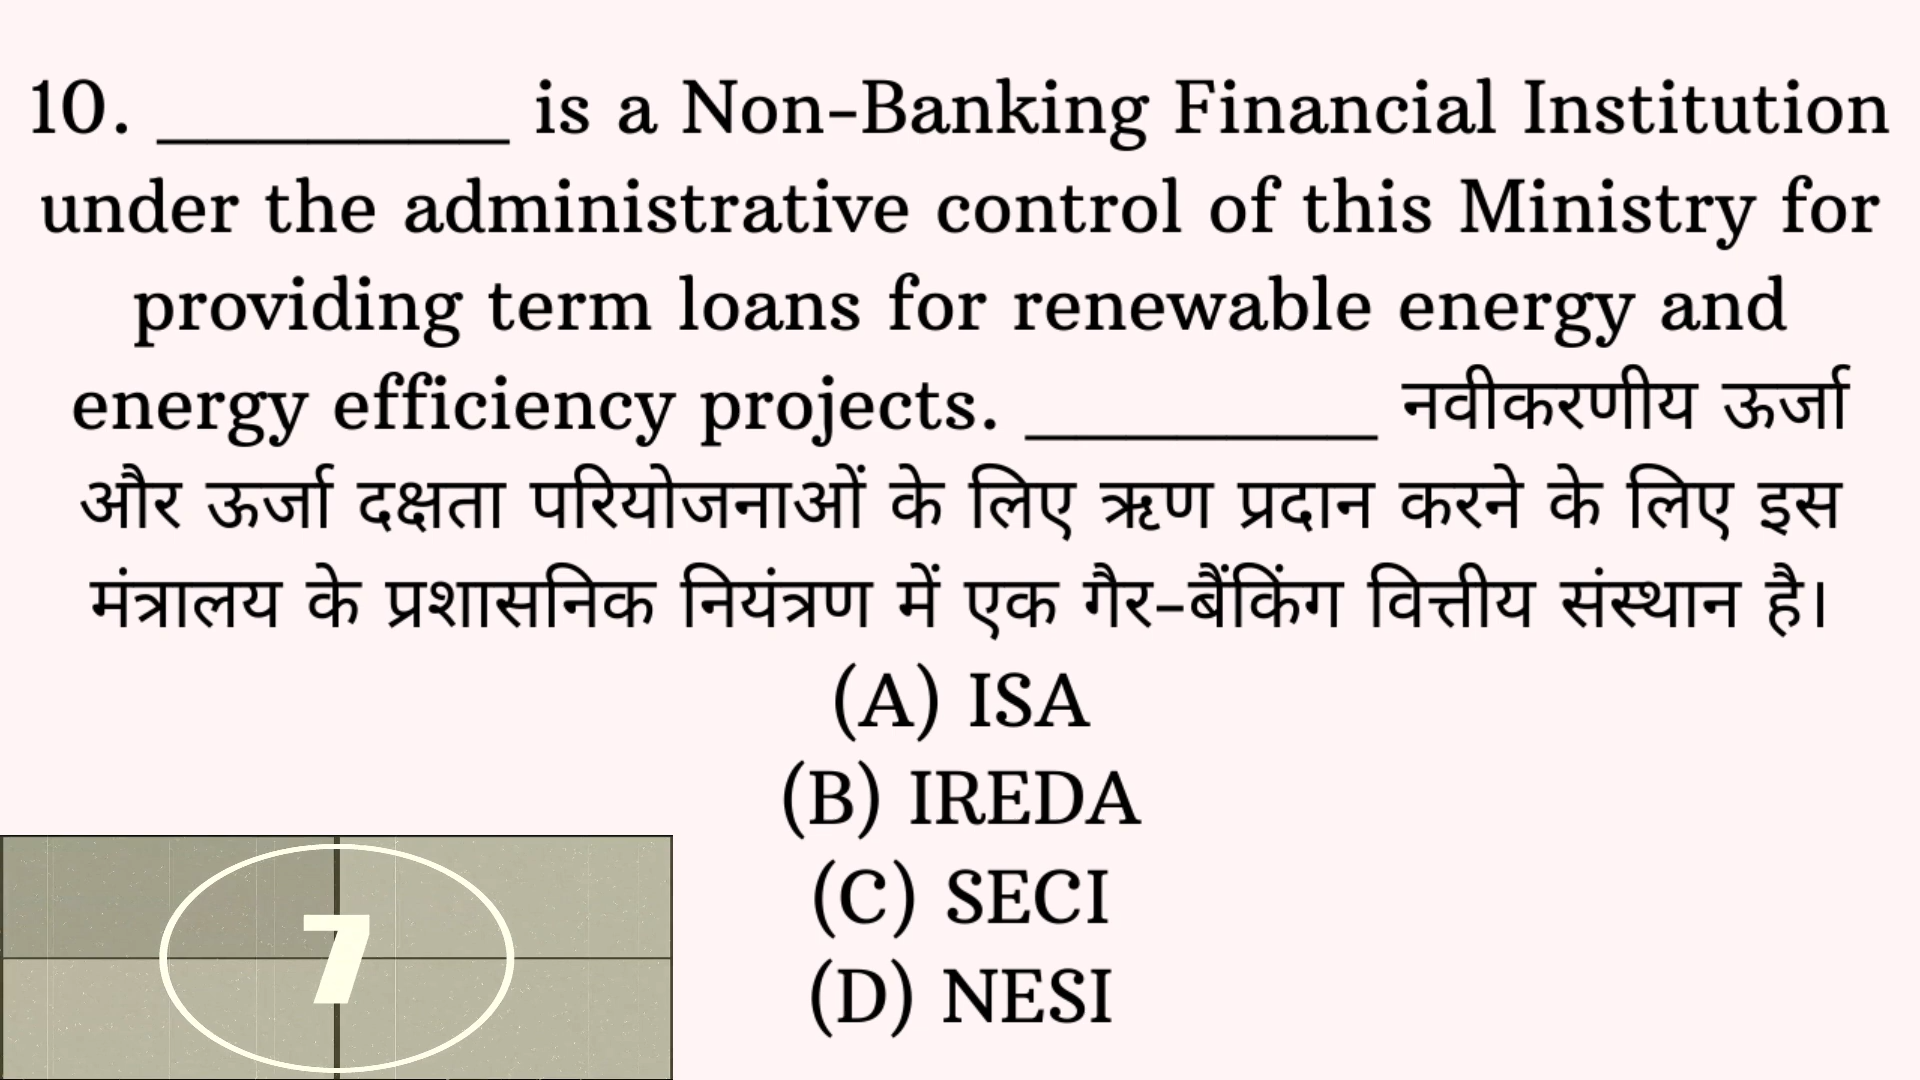 10. _________ is a Non-Banking Financial Institution
under the administrative control of this Ministry for
providing term loans for renewable energy and
energy efficiency projects. _________ नवीकरणीय ऊर्जा
और ऊर्जा दक्षता परियोजनाओं के लिए ऋण प्रदान करने के लिए इस
मंत्रालय के प्रशासनिक नियंत्रण में एक गैर-बैंकिंग वित्तीय संस्थान है।
(A) ISA
(B) IREDA
(C) SECI
(D) NESI
7